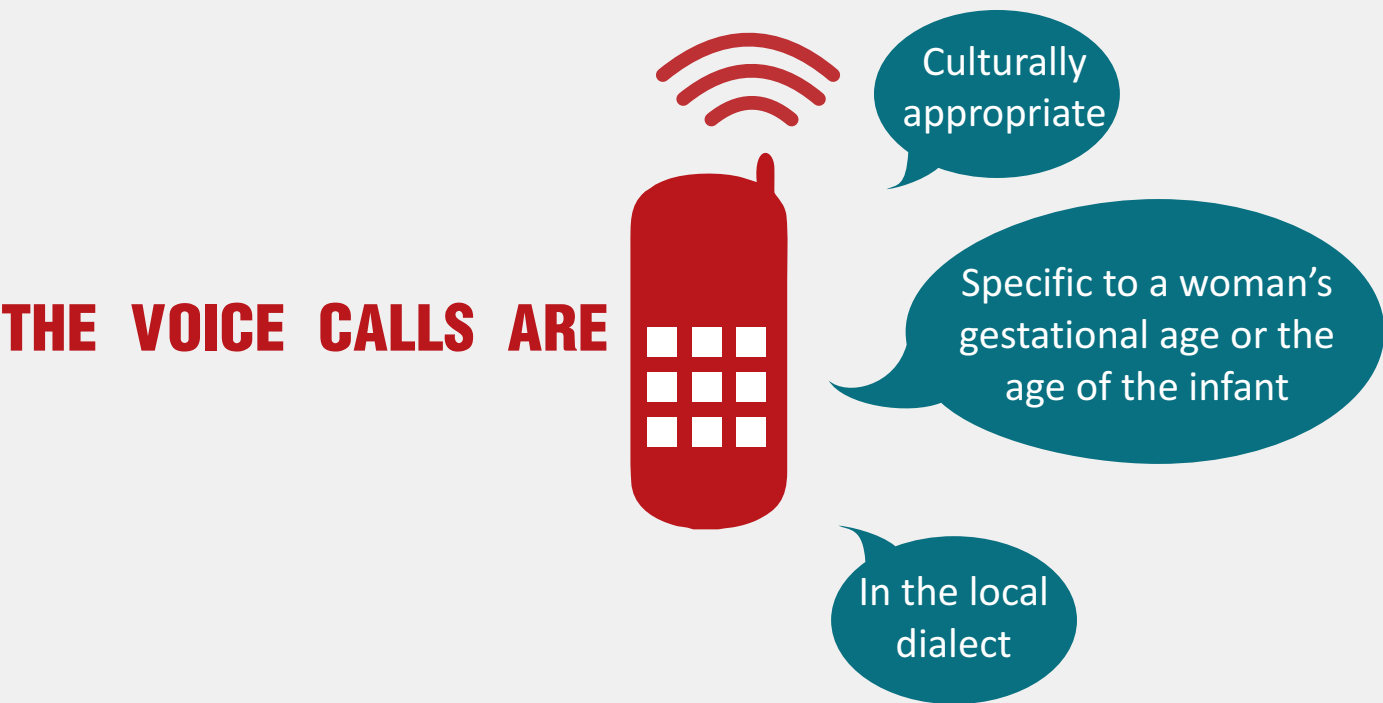 THE VOICE CALLS ARE
Culturally
appropriate
Specific to a woman’s
gestational age or the
age of the infant
In the local
dialect